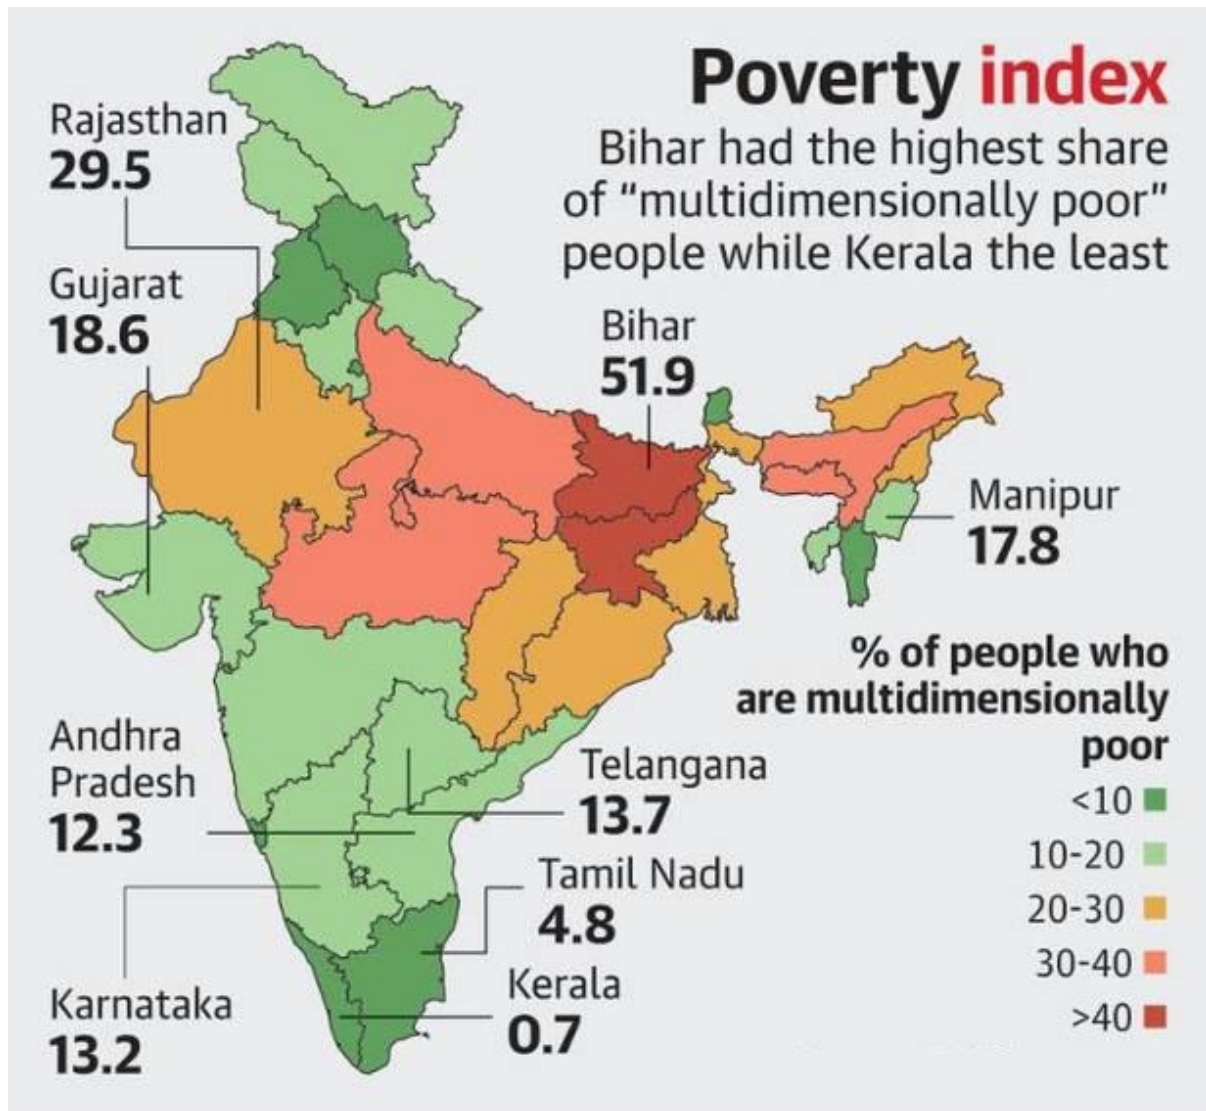 Poverty index
Bihar had the highest share
of “multidimensionally poor”
people while Kerala the least
Rajasthan
29.5
Gujarat
18.6
Bihar
51.9
Manipur
17.8
Andhra
Pradesh
12.3
Telangana
13.7
Tamil Nadu
4.8
Karnataka
13.2
Kerala
0.7
% of people who
are multidimensionally
poor
<10
10-20
20-30
30-40
>40